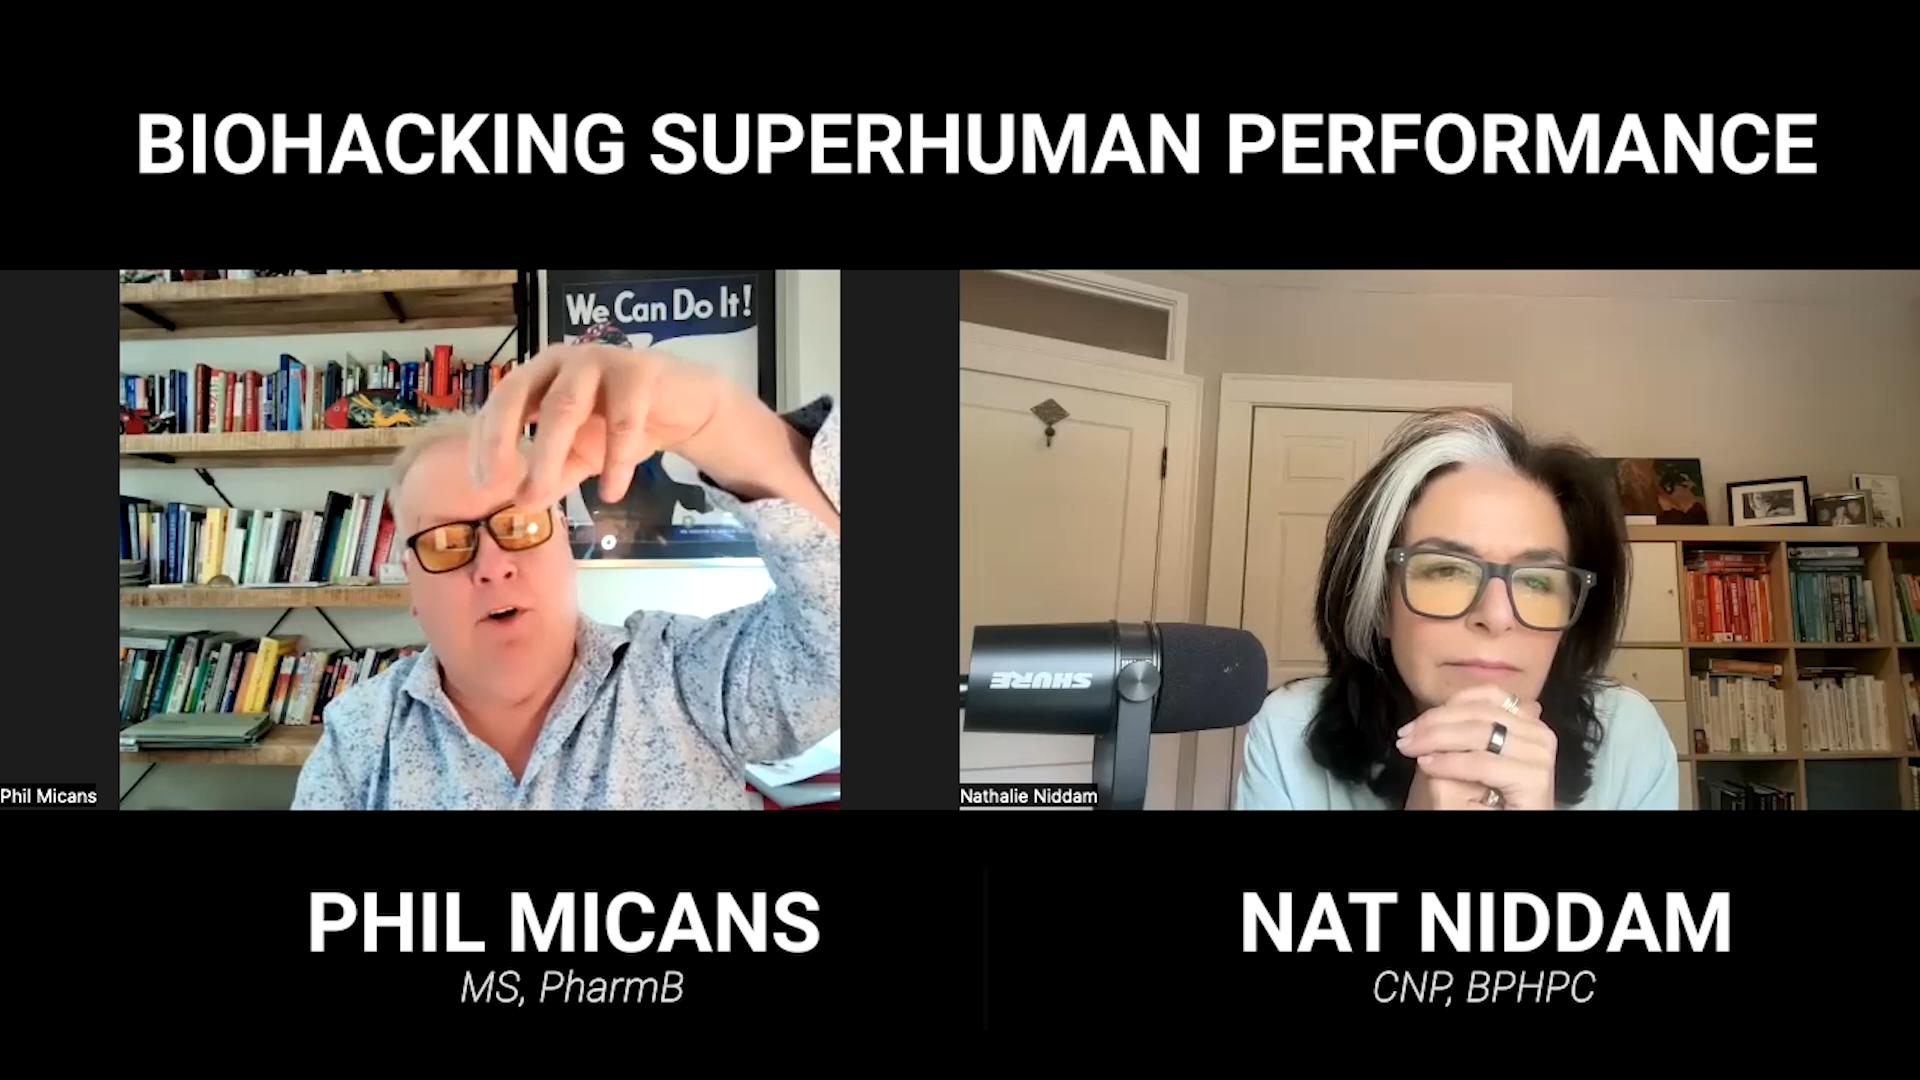 BIOHACKING SUPERHUMAN PERFORMANCE
We Can Do It!
SHURE
Phil Micans
Nathalie Niddam
PHIL MICANS
MS, PharmB
NAT NIDDAM
CNP, BPHPC